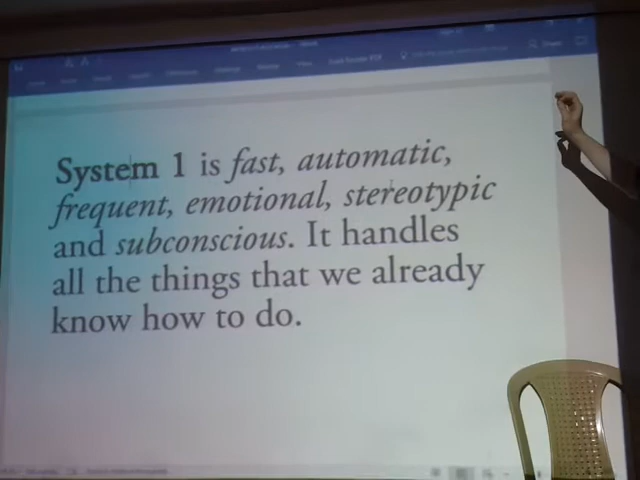 System 1 is fast, automatic,
frequent, emotional, stereotypic
and subconscious. It handles
all the things that we already
know how to do.